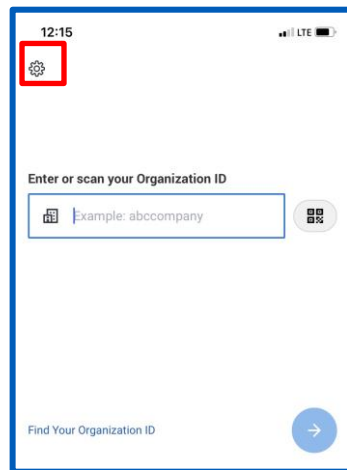 12:15
LTE
Enter or scan your Organization ID
Example: abccompany
Find Your Organization ID